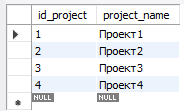 id_project project_name
1 Проект1
2 Проект2
3 Проект3
4 Проект4
NULL NULL